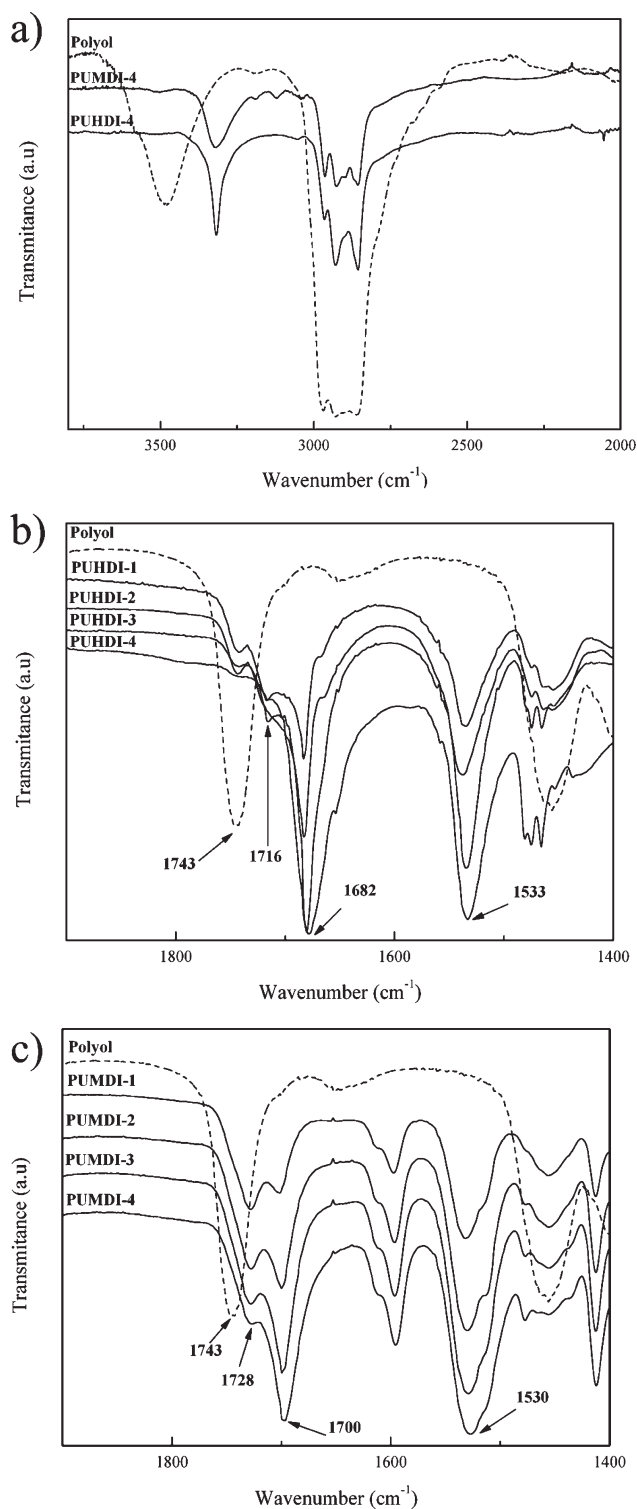 a)
Polyol
PUMDI-4
PUHDI-4
Transmitance (a.u)
3500
3000
2500
2000
Wavenumber (cm-1)
b)
Polyol
PUHDI-1
PUHDI-2
PUHDI-3
PUHDI-4
Transmitance (a.u)
1743
1716
1682
1533
1800
1600
1400
Wavenumber (cm-1)
c)
Polyol
PUMDI-1
PUMDI-2
PUMDI-3
PUMDI-4
Transmitance (a.u)
1743
1728
1700
1530
1800
1600
1400
Wavenumber (cm-1)